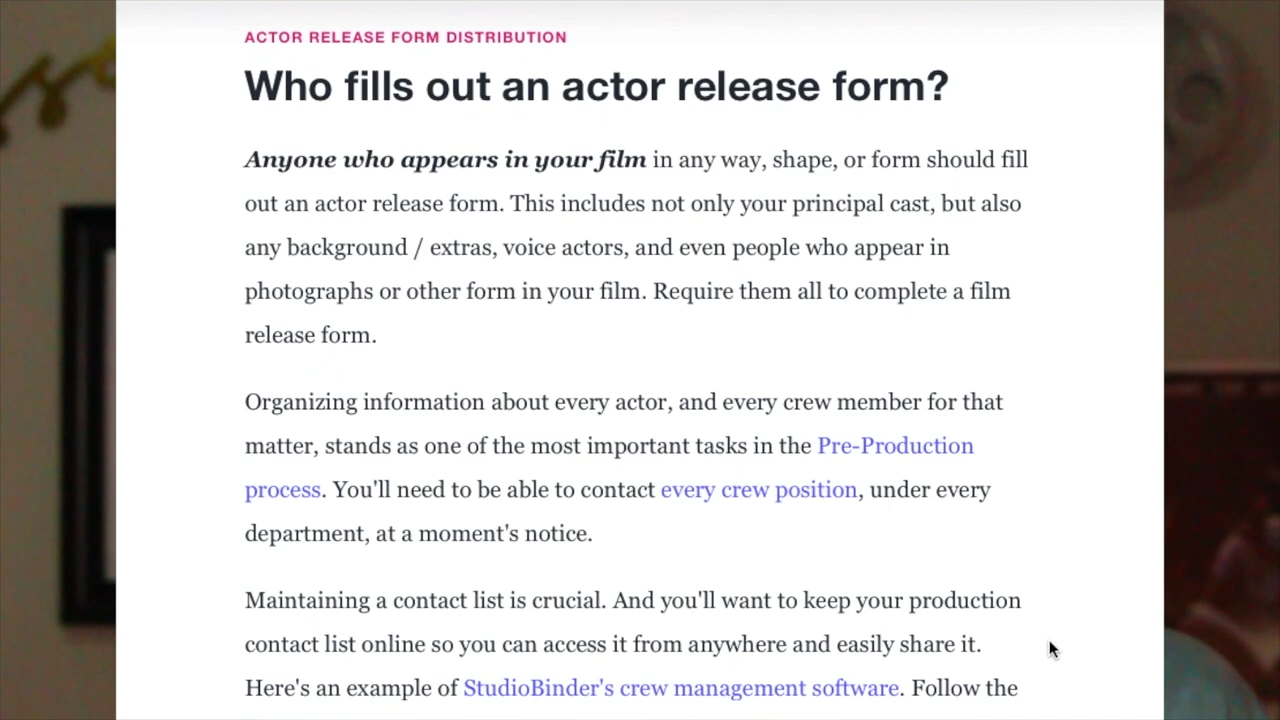 ACTOR RELEASE FORM DISTRIBUTION
Who fills out an actor release form?
Anyone who appears in your film in any way, shape, or form should fill
out an actor release form. This includes not only your principal cast, but also
any background / extras, voice actors, and even people who appear in
photographs or other form in your film. Require them all to complete a film
release form.
Organizing information about every actor, and every crew member for that
matter, stands as one of the most important tasks in the Pre-Production
process. You'll need to be able to contact every crew position, under every
department, at a moment's notice.
Maintaining a contact list is crucial. And you'll want to keep your production
contact list online so you can access it from anywhere and easily share it.
Here's an example of StudioBinder's crew management software. Follow the